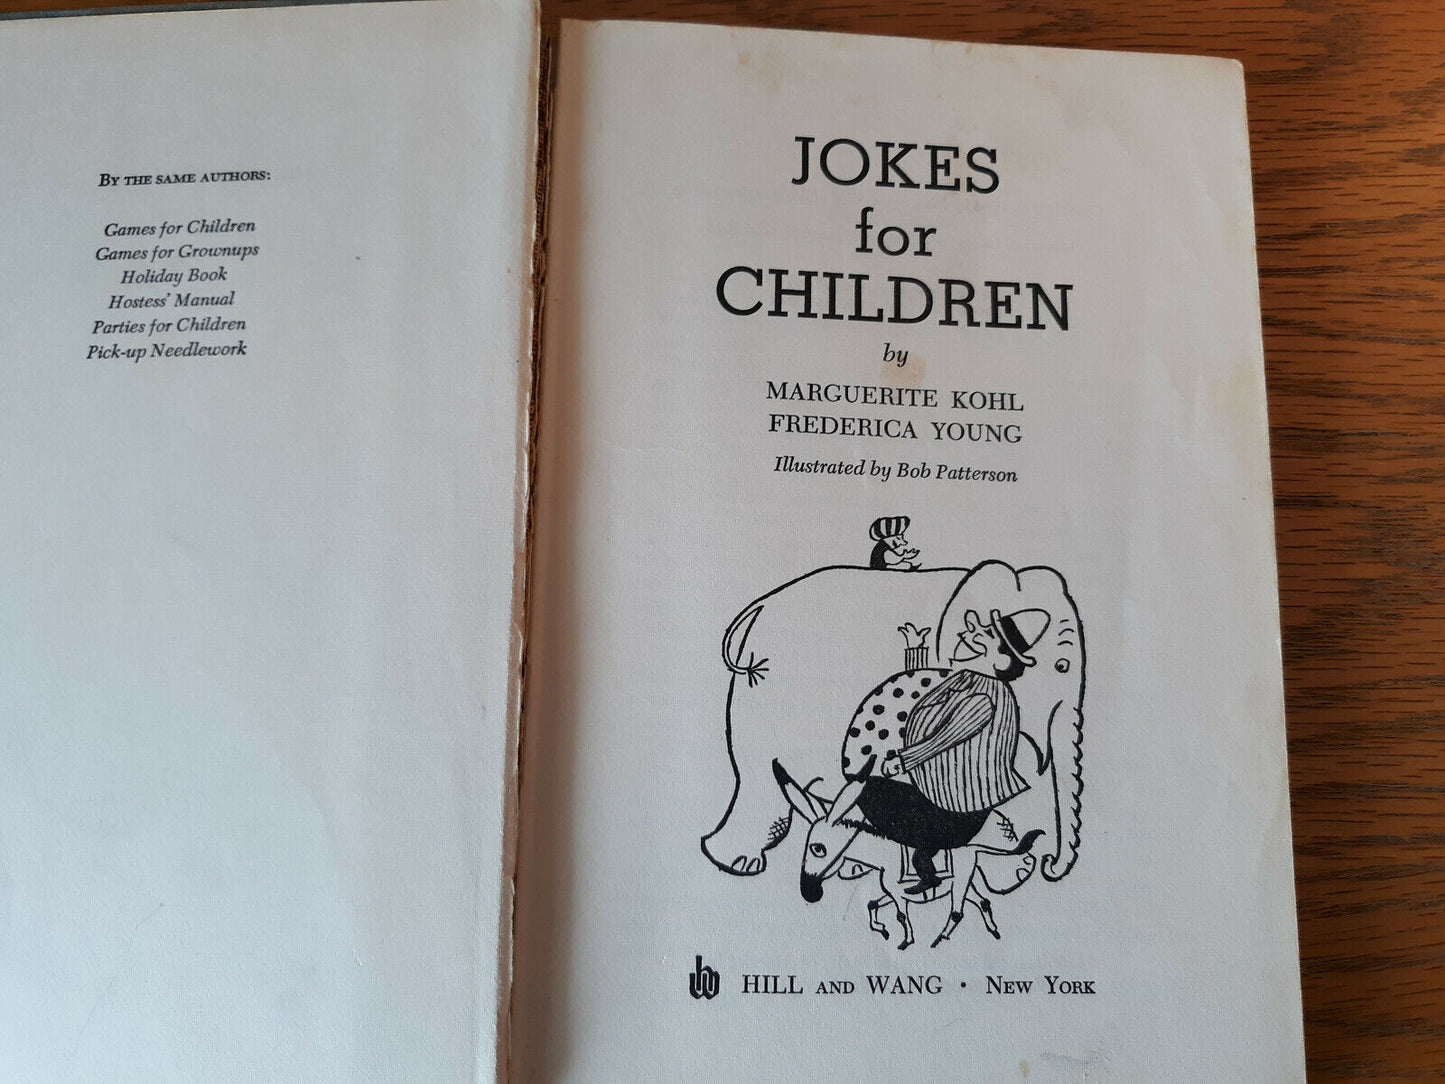 BY THE SAME AUTHORS:
Games for Children
Games for Grownups
Holiday Book
Hostess' Manual
Parties for Children
Pick-up Needlework
JOKES
for
CHILDREN
by
MARGUERITE KOHL
FREDERICA YOUNG
Illustrated by Bob Patterson
hw HILL AND WANG · NEW YORK